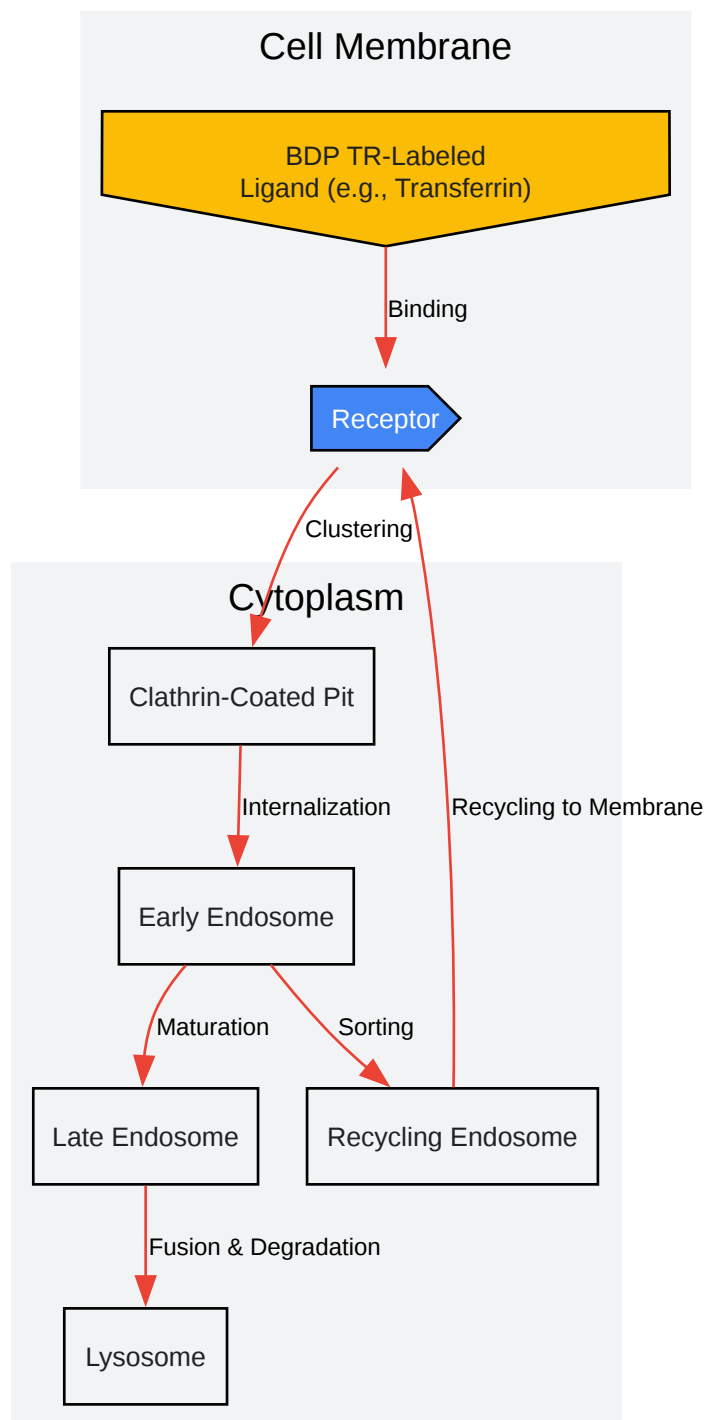 Cell Membrane
BDP TR-Labeled
Ligand (e.g., Transferrin)
Binding
Receptor
Clustering
Cytoplasm
Clathrin-Coated Pit
Internalization
Recycling to Membrane
Early Endosome
Maturation
Sorting
Late Endosome
Recycling Endosome
Fusion & Degradation
Lysosome